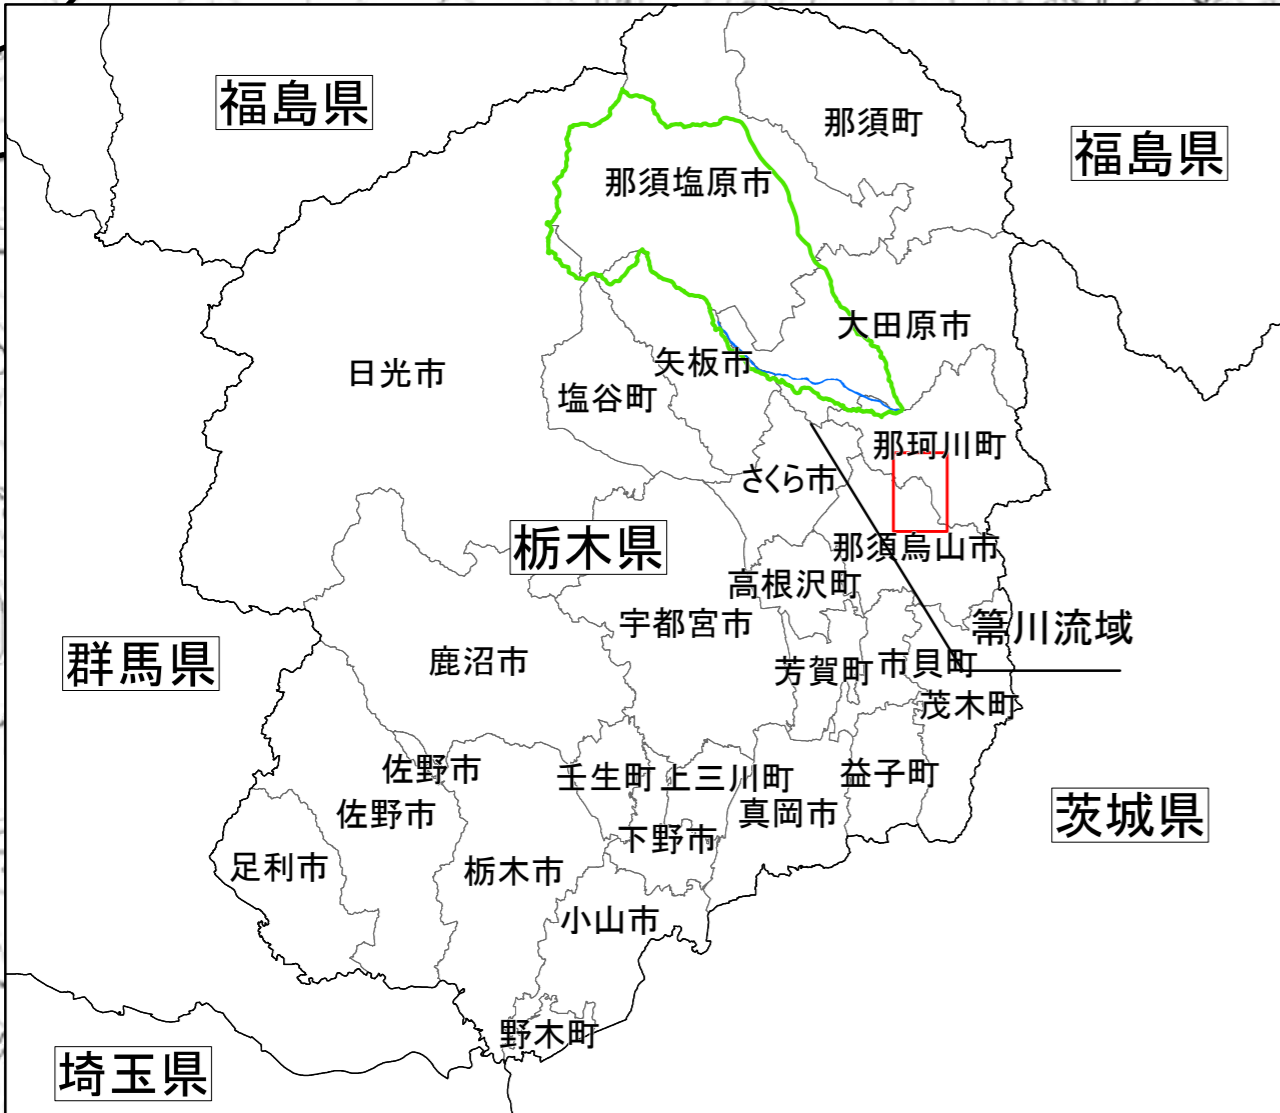 福島県
那須町
福島県
那須塩原市
大田原市
日光市
矢板市
塩谷町
那珂川町
さくら市
栃木県
那須烏山市
高根沢町
宇都宮市
箒川流域
群馬県
鹿沼市
芳賀町
市貝町
茂木町
佐野市
壬生町
上三川町
益子町
佐野市
真岡市
茨城県
下野市
足利市
栃木市
小山市
野木町
埼玉県